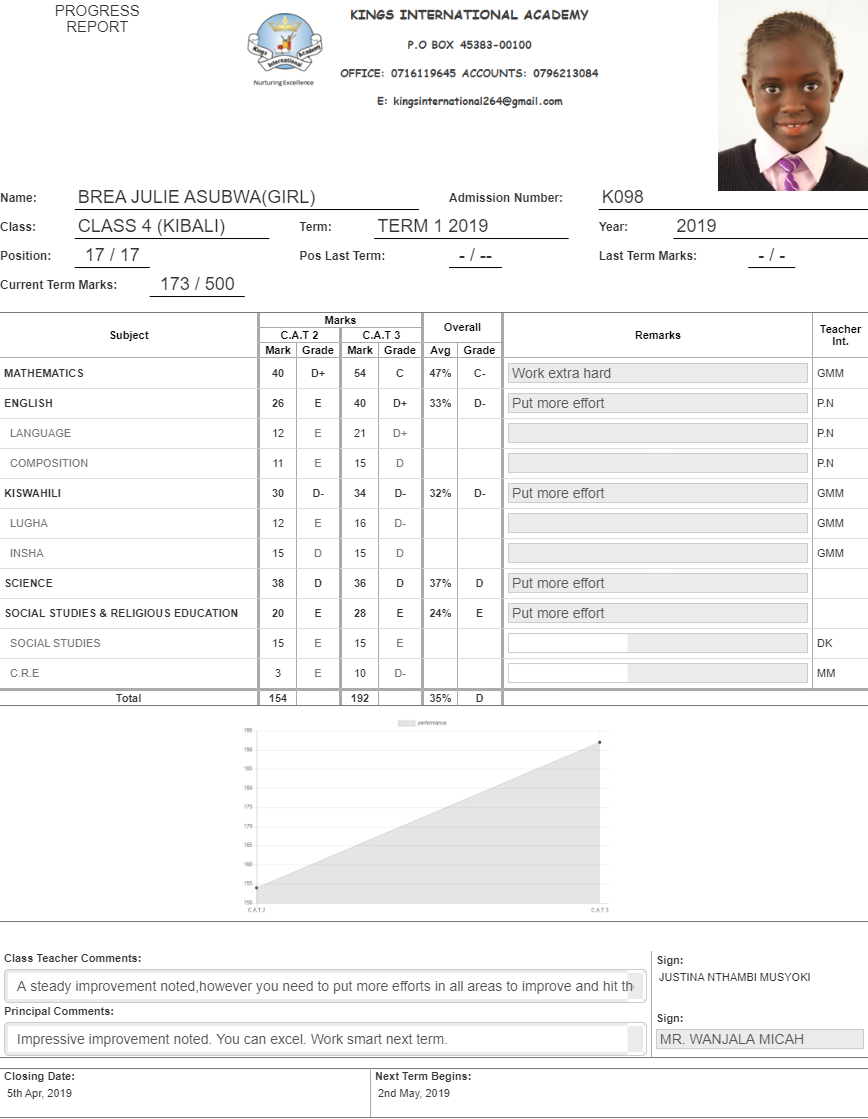 PROGRESS
REPORT
KINGS INTERNATIONAL ACADEMY
P.O BOX 45383-00100
OFFICE: 0716119645 ACCOUNTS: 0796213084
E: kingsinternational264@gmail.com
Kings Academy
International
Nurturing Excellence
Name: BREA JULIE ASUBWA(GIRL) Admission Number: K098
Class: CLASS 4 (KIBALI) Term: TERM 1 2019 Year: 2019
Position: 17 / 17 Pos Last Term: - / -- Last Term Marks: - / -
Current Term Marks: 173 / 500
Subject Marks Overall Remarks Teacher Int.
C.A.T 2 C.A.T 3
Mark Grade Mark Grade Avg Grade
MATHEMATICS 40 D+ 54 C 47% C- Work extra hard GMM
ENGLISH 26 E 40 D+ 33% D- Put more effort P.N
LANGUAGE 12 E 21 D+ P.N
COMPOSITION 11 E 15 D P.N
KISWAHILI 30 D- 34 D- 32% D- Put more effort GMM
LUGHA 12 E 16 D- GMM
INSHA 15 D 15 D GMM
SCIENCE 38 D 36 D 37% D Put more effort
SOCIAL STUDIES & RELIGIOUS EDUCATION 20 E 28 E 24% E Put more effort
SOCIAL STUDIES 15 E 15 E DK
C.R.E 3 E 10 D- MM
Total 154 192 35% D
performance
195
190
185
180
175
170
165
160
155
150
C.A.T 2 C.A.T 3
Class Teacher Comments:
A steady improvement noted,however you need to put more efforts in all areas to improve and hit th
Sign:
JUSTINA NTHAMBI MUSYOKI
Principal Comments:
Impressive improvement noted. You can excel. Work smart next term.
Sign:
MR. WANJALA MICAH
Closing Date: Next Term Begins:
5th Apr, 2019 2nd May, 2019